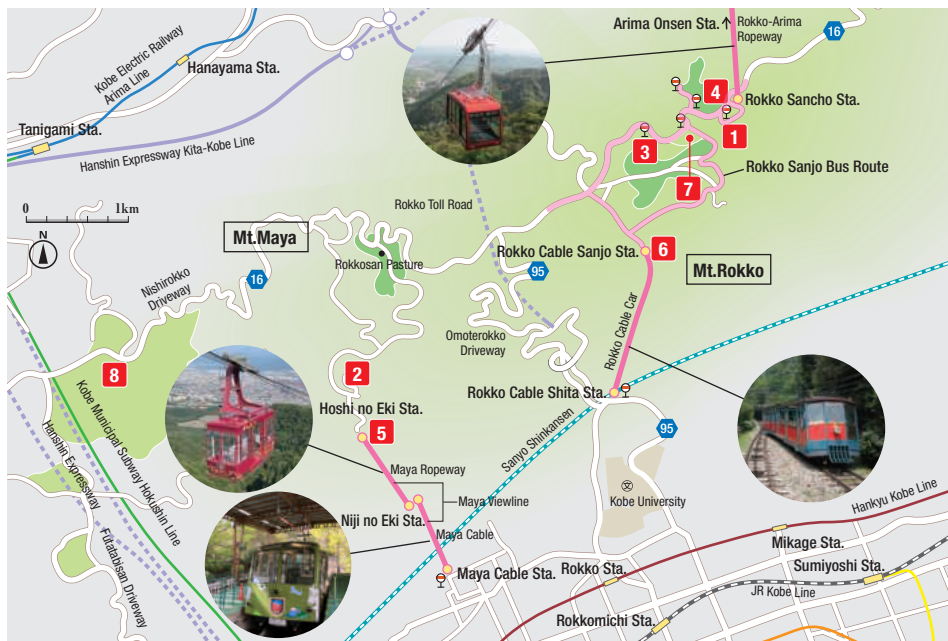 Arima Onsen Sta.
Rokko-Arima
Ropeway
16
Kobe Electric Railway
Arima Line
Hanayama Sta.
4
Rokko Sancho Sta.
Tanigami Sta.
Hanshin Expressway Kita-Kobe Line
1
3
Rokko Sanjo Bus Route
7
0
1km
N
Rokko Toll Road
Mt.Maya
Rokko Cable Sanjo Sta.
6
Rokkosan Pasture
Mt.Rokko
16
95
Nishirokko
Driveway
Omoterokko
Driveway
Rokko Cable Car
8
2
Rokko Cable Shita Sta.
Hoshi no Eki Sta.
5
Kobe Municipal Subway Hokushin Line
Hanshin Expressway
Sanyo Shinkansen
95
Maya Ropeway
Maya Viewline
Kobe University
Niji no Eki Sta.
Maya Cable
Hankyu Kobe Line
Mikage Sta.
Futatabisan Driveway
Maya Cable Sta.
Rokko Sta.
Sumiyoshi Sta.
JR Kobe Line
Rokkomichi Sta.